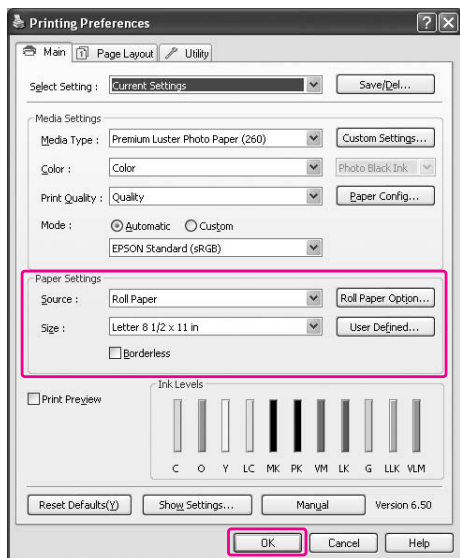 Printing Preferences
Main Page Layout Utility
Select Setting : Current Settings Save/Del...
Media Settings
Media Type : Premium Luster Photo Paper (260) Custom Settings...
Color : Color Photo Black Ink
Print Quality : Quality Paper Config...
Mode : Automatic Custom
EPSON Standard (sRGB)
Paper Settings
Source : Roll Paper Roll Paper Option...
Size : Letter 8 1/2 x 11 in User Defined...
Borderless
Print Preview
Ink Levels
C O Y LC MK PK VM LK G LLK VLM
Reset Defaults(Y) Show Settings... Manual Version 6.50
OK Cancel Help